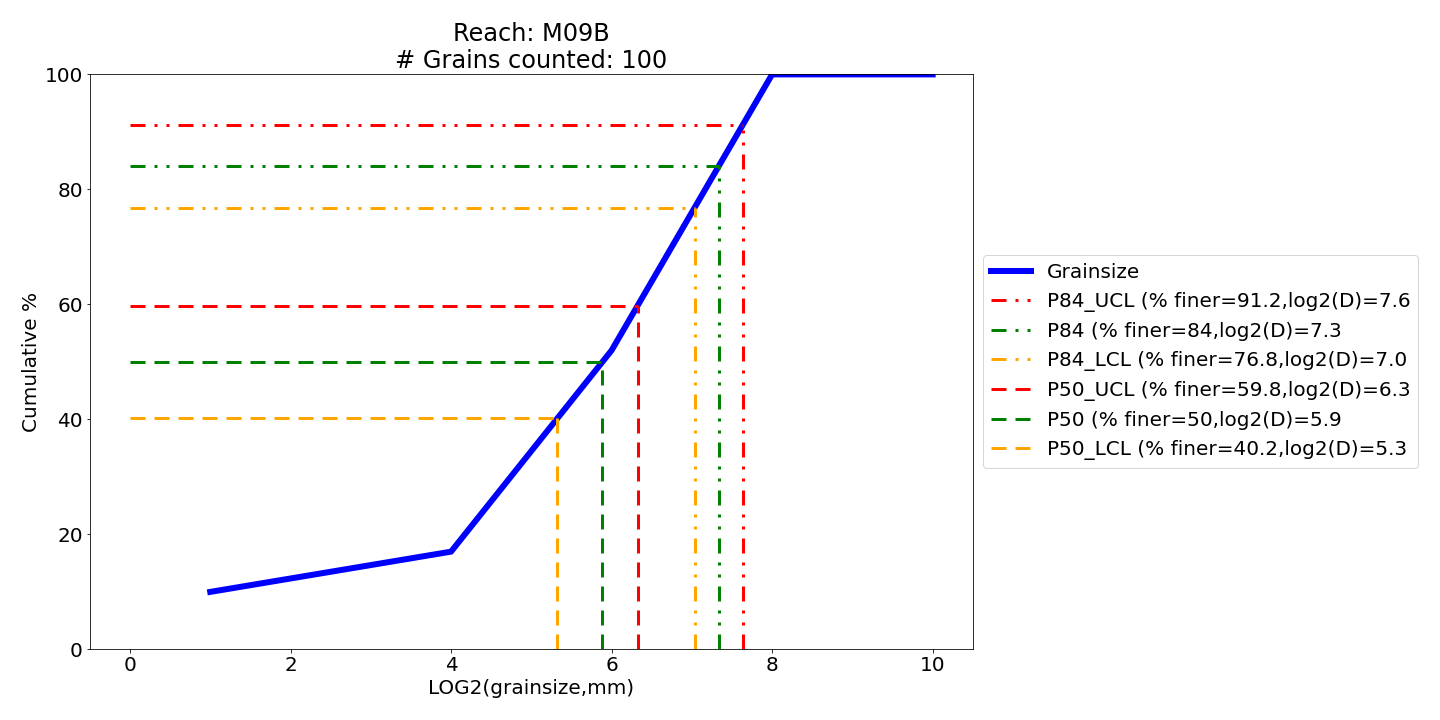 Reach: M09B
# Grains counted: 100
100
80
60
40
20
0
Cumulative %
0 2 4 6 8 10
LOG2(grainsize,mm)
Grainsize
P84_UCL (% finer=91.2,log2(D)=7.6
P84 (% finer=84,log2(D)=7.3
P84_LCL (% finer=76.8,log2(D)=7.0
P50_UCL (% finer=59.8,log2(D)=6.3
P50 (% finer=50,log2(D)=5.9
P50_LCL (% finer=40.2,log2(D)=5.3